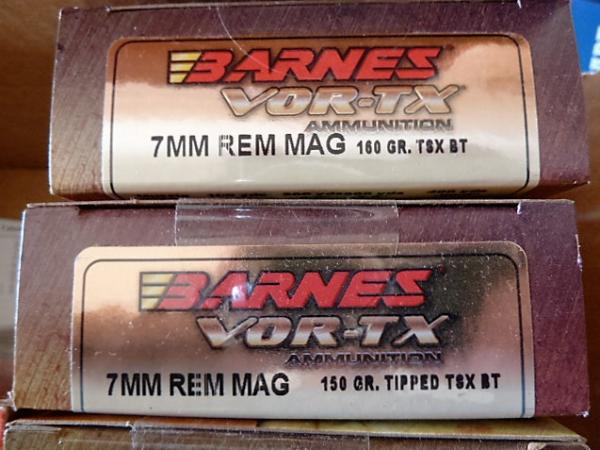 BARNES
VOR-TX
AMMUNITION
7MM REM MAG 160 GR. TSX BT
BARNES
VOR-TX
AMMUNITION
7MM REM MAG 150 GR. TIPPED TSX BT